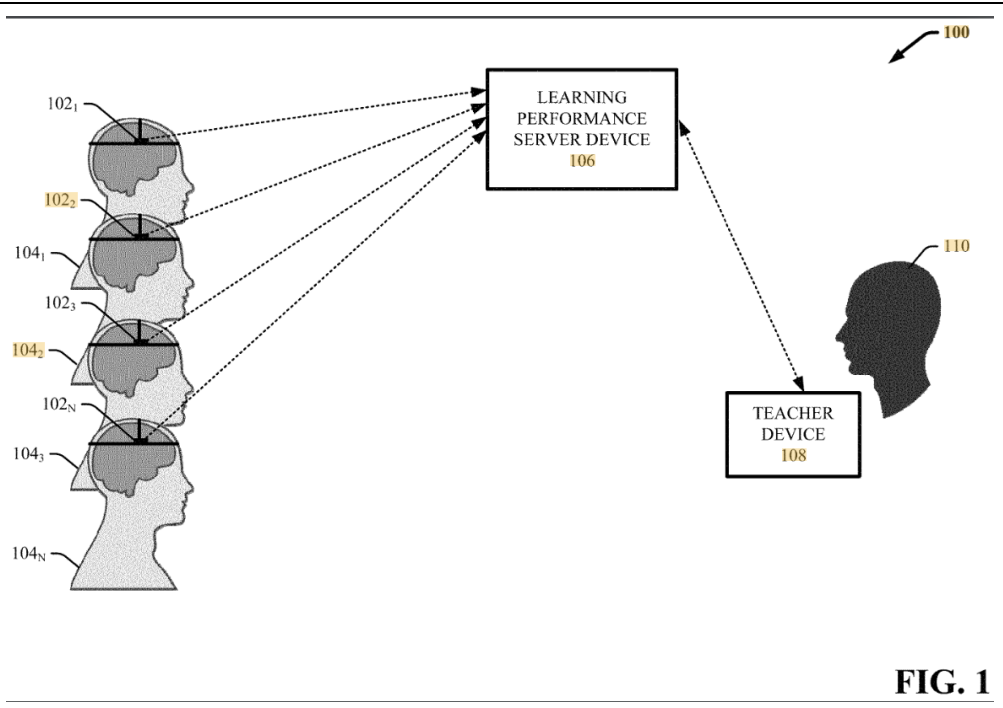 100
102₁
LEARNING
PERFORMANCE
SERVER DEVICE
106
102₂
104₁
110
102₃
104₂
102ₙ
TEACHER
DEVICE
108
104₃
104ₙ
FIG. 1